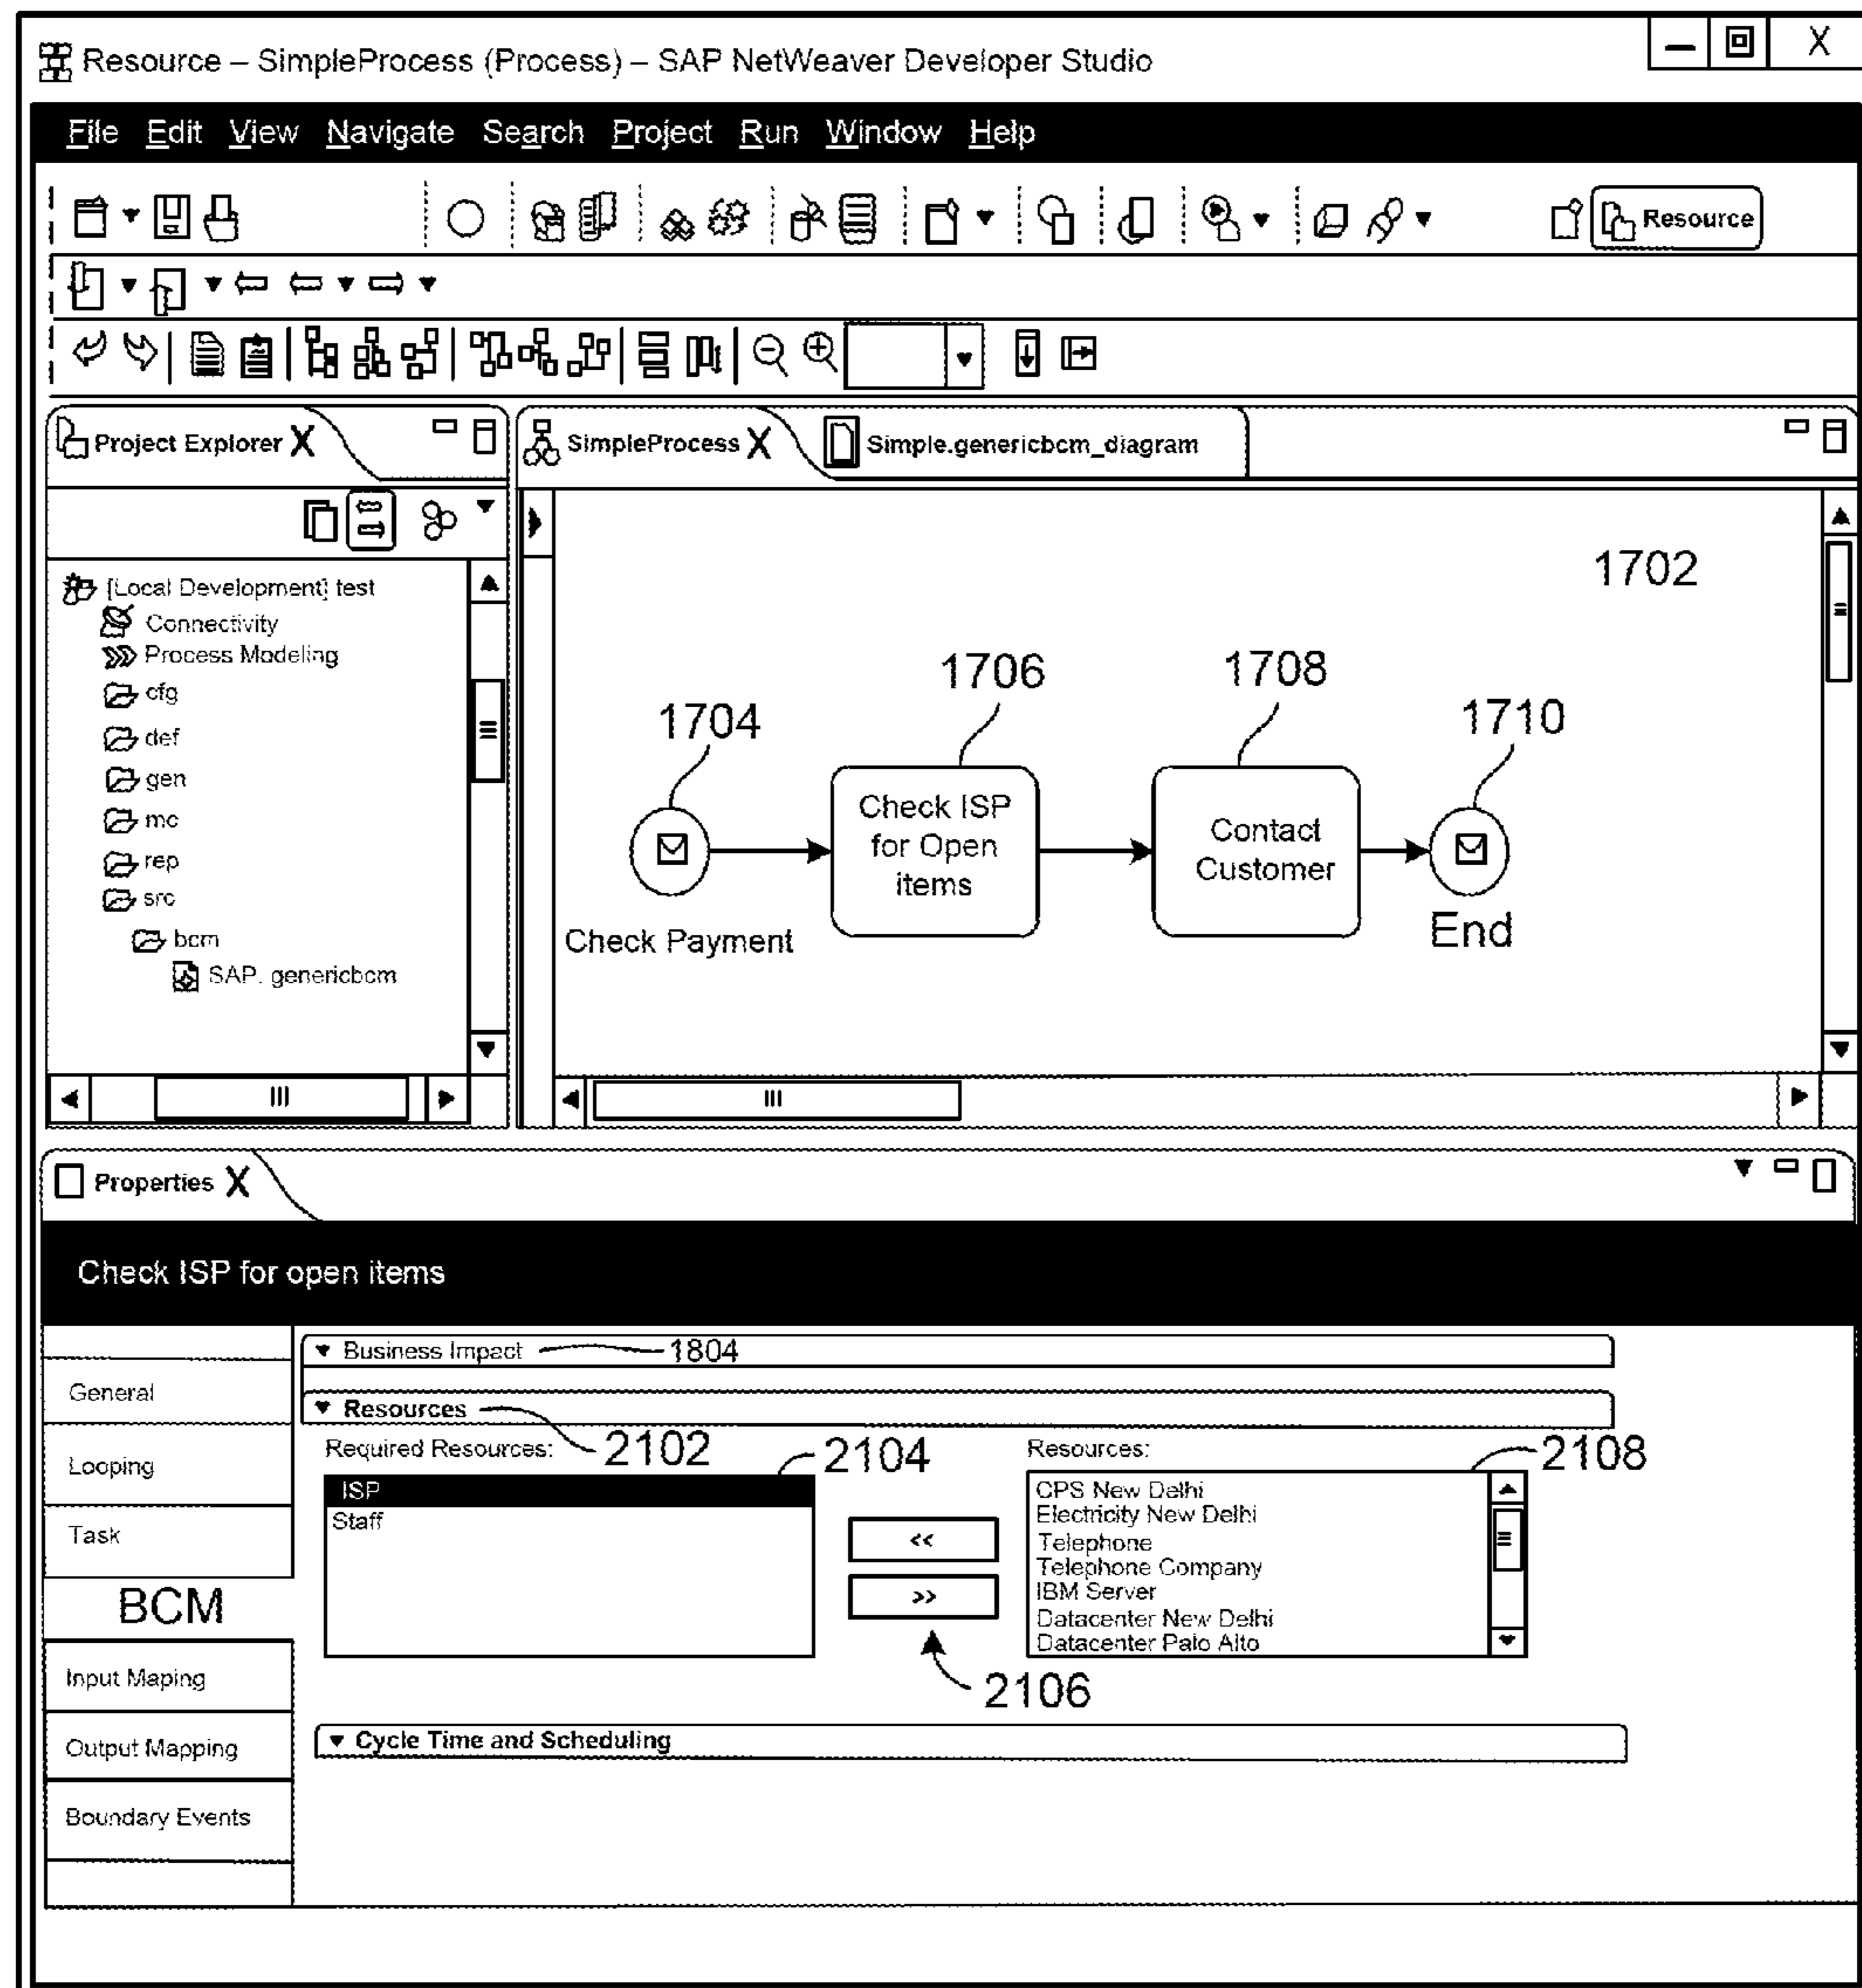 Resource – SimpleProcess (Process) – SAP NetWeaver Developer Studio
X
File Edit View Navigate Search Project Run Window Help
Resource
Project Explorer X
SimpleProcess X
Simple.genericbcm_diagram
[Local Development] test
Connectivity
Process Modeling
cfg
def
gen
mc
rep
src
bcm
SAP. genericbcm
1702
1704
1706
1708
1710
Check ISP
for Open
items
Contact
Customer
Check Payment
End
Properties X
Check ISP for open items
General
Looping
Task
BCM
Input Maping
Output Mapping
Boundary Events
Business Impact
1804
Resources
2102
Required Resources:
2104
ISP
Staff
<<
>>
2106
Resources:
2108
CPS New Delhi
Electricity New Delhi
Telephone
Telephone Company
IBM Server
Datacenter New Delhi
Datacenter Palo Alto
Cycle Time and Scheduling